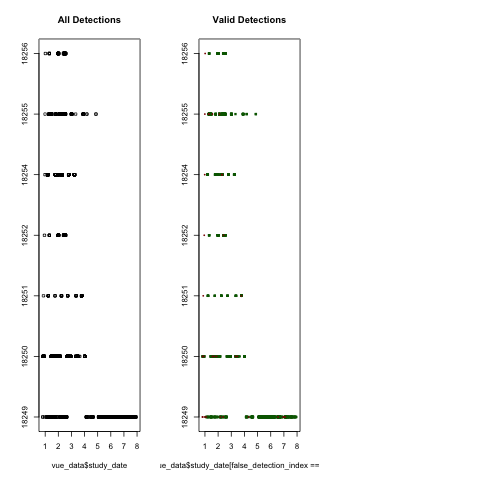 All Detections
Valid Detections
18256
18255
18254
18252
18251
18250
18249
18256
18255
18254
18252
18251
18250
18249
1 2 3 4 5 6 7 8
1 2 3 4 5 6 7 8
vue_data$study_date
ue_data$study_date[false_detection_index ==